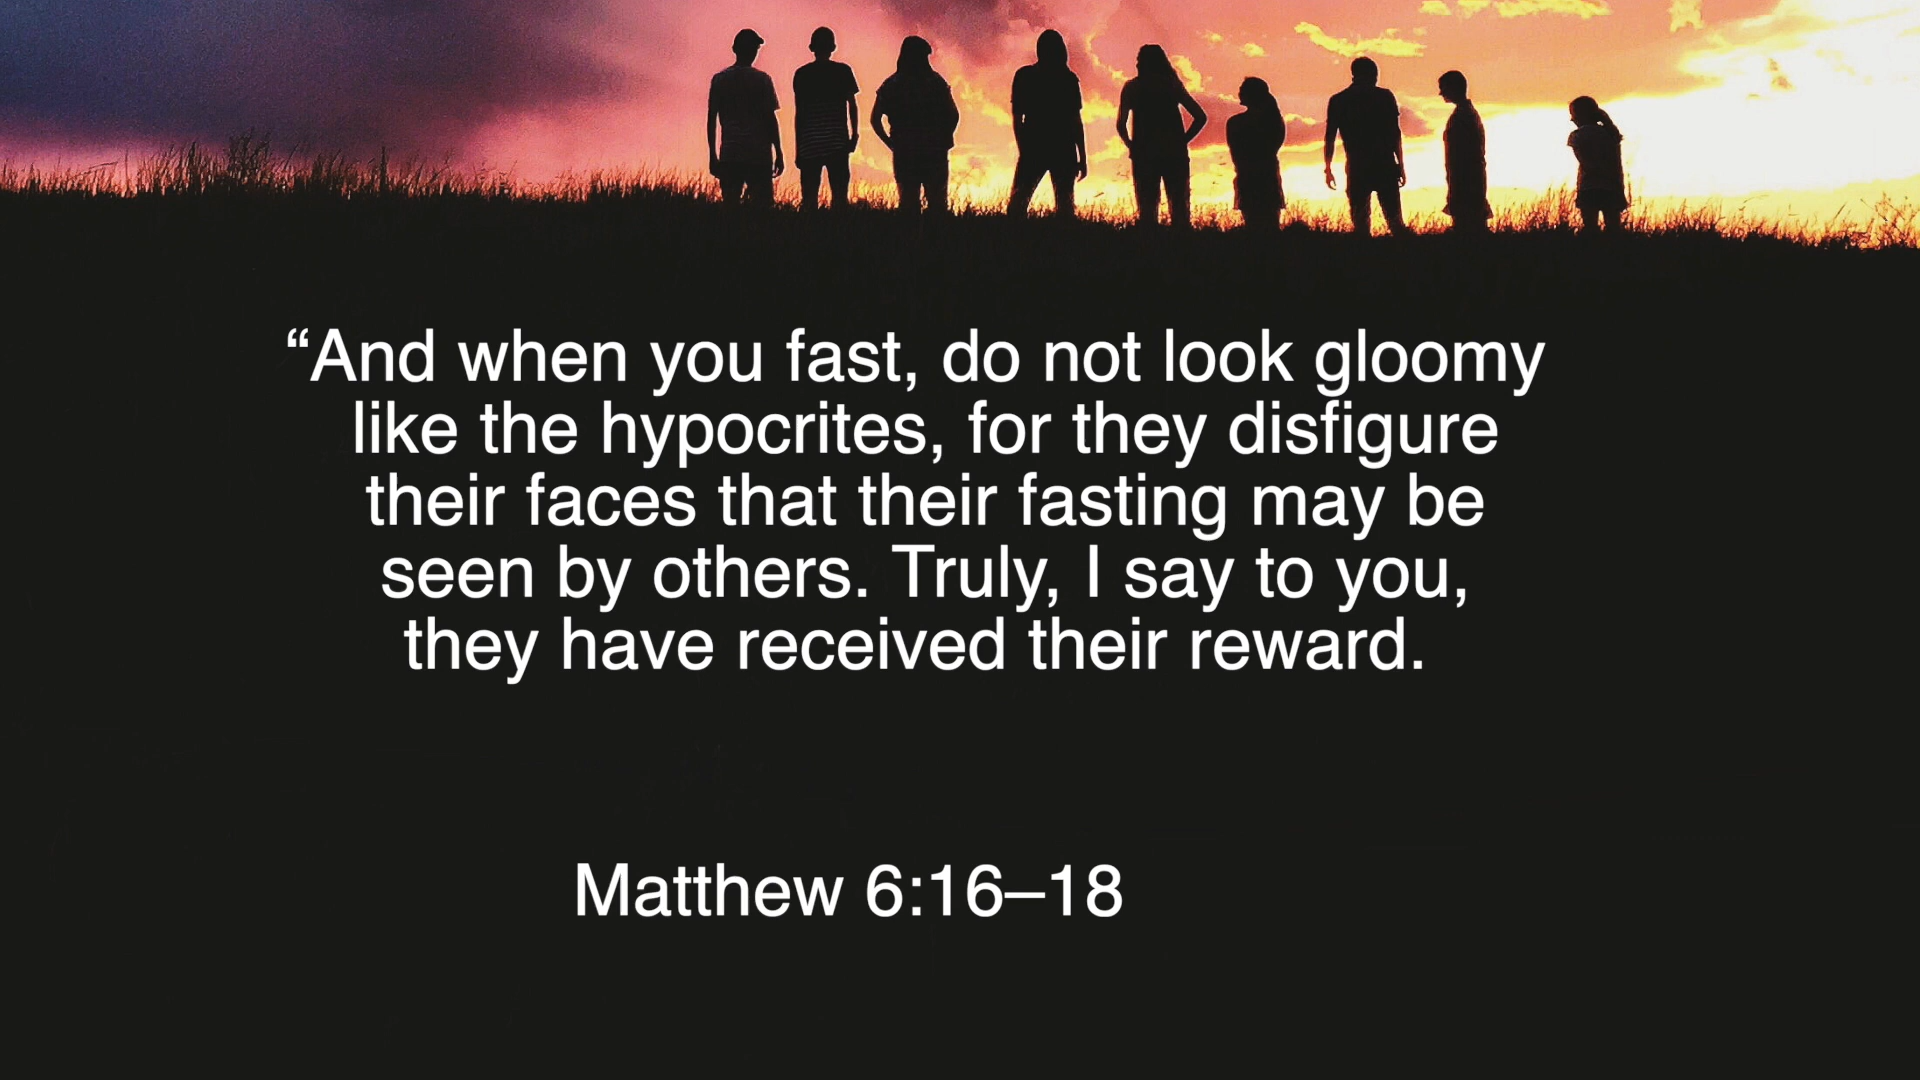 “And when you fast, do not look gloomy
like the hypocrites, for they disfigure
their faces that their fasting may be
seen by others. Truly, I say to you,
they have received their reward.
Matthew 6:16–18